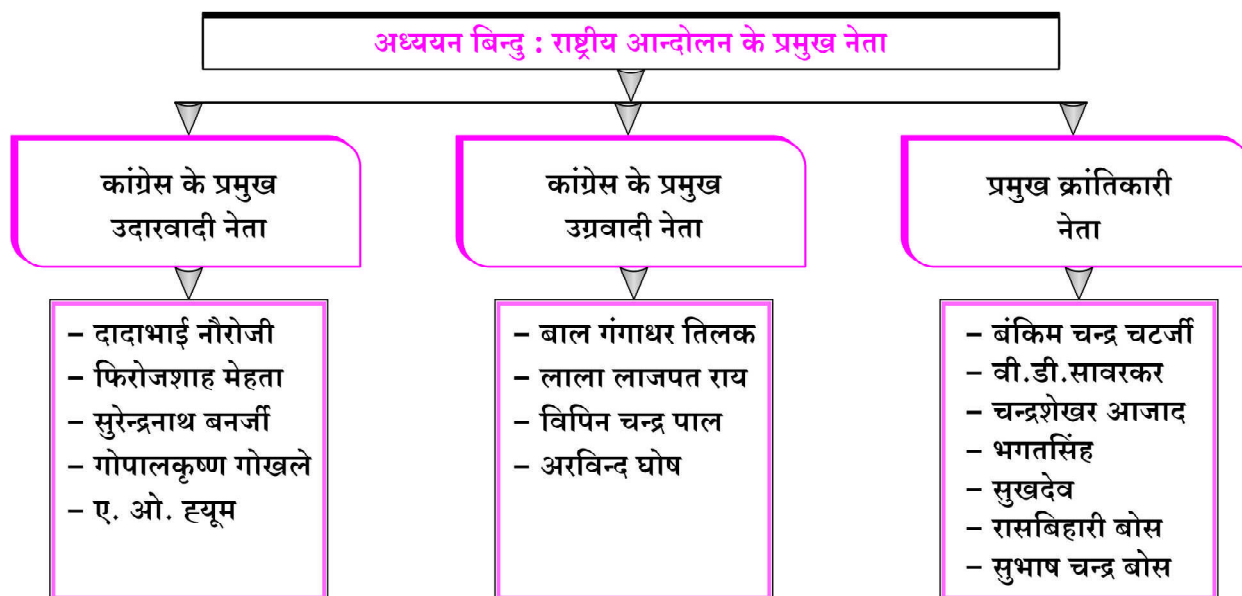 अध्ययन बिन्दु : राष्ट्रीय आन्दोलन के प्रमुख नेता
कांग्रेस के प्रमुख
उदारवादी नेता
– दादाभाई नौरोजी
– फिरोजशाह मेहता
– सुरेन्द्रनाथ बनर्जी
– गोपालकृष्ण गोखले
– ए. ओ. ह्यूम
कांग्रेस के प्रमुख
उग्रवादी नेता
– बाल गंगाधर तिलक
– लाला लाजपत राय
– विपिन चन्द्र पाल
– अरविन्द घोष
प्रमुख क्रांतिकारी
नेता
– बंकिम चन्द्र चटर्जी
– वी.डी.सावरकर
– चन्द्रशेखर आजाद
– भगतसिंह
– सुखदेव
– रासबिहारी बोस
– सुभाष चन्द्र बोस